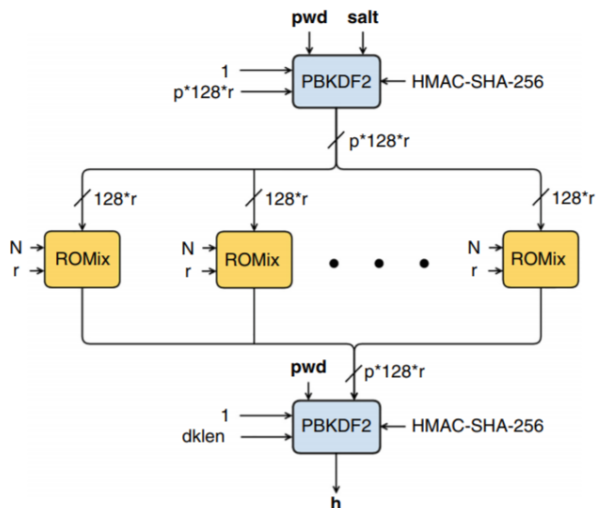 pwd salt
1 PBKDF2 HMAC-SHA-256
p*128*r
p*128*r
128*r 128*r 128*r
N N N
ROMix ROMix ROMix
r r r
pwd p*128*r
1 PBKDF2 HMAC-SHA-256
dklen
h